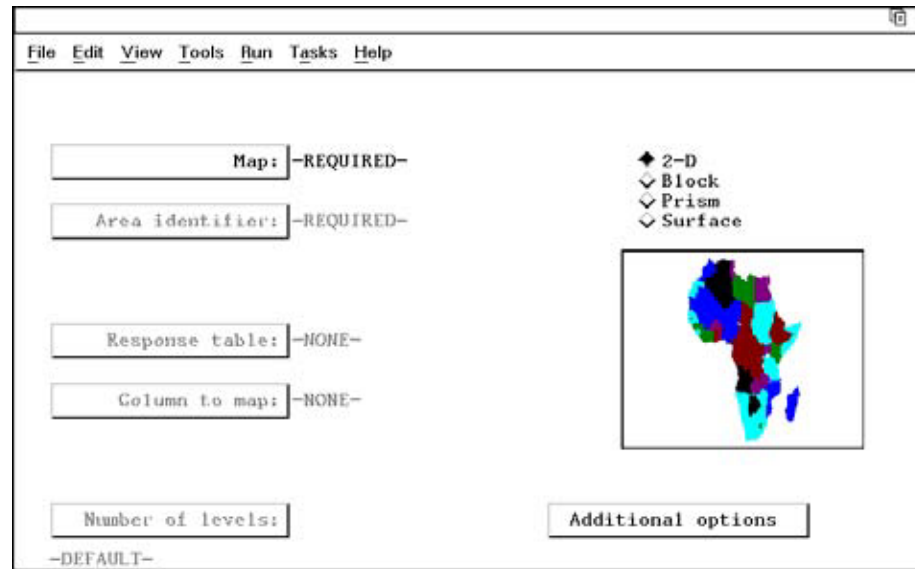 File Edit View Tools Run Tasks Help
Map: -REQUIRED-
Area identifier: -REQUIRED-
Response table: -NONE-
Column to map: -NONE-
Number of levels:
-DEFAULT-
2-D
Block
Prism
Surface
Additional options